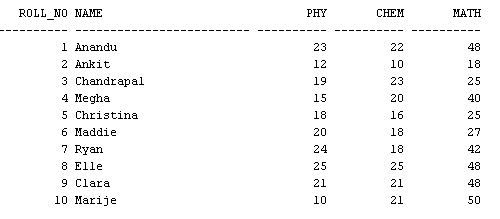 ROLL_NO NAME PHY CHEM MATH
---------- ------------------------- ---------- ---------- ----------
1 Anandu 23 22 48
2 Ankit 12 10 18
3 Chandrapal 19 23 25
4 Megha 15 20 40
5 Christina 18 16 25
6 Maddie 20 18 27
7 Ryan 24 18 42
8 Elle 25 25 48
9 Clara 21 21 48
10 Marije 10 21 50